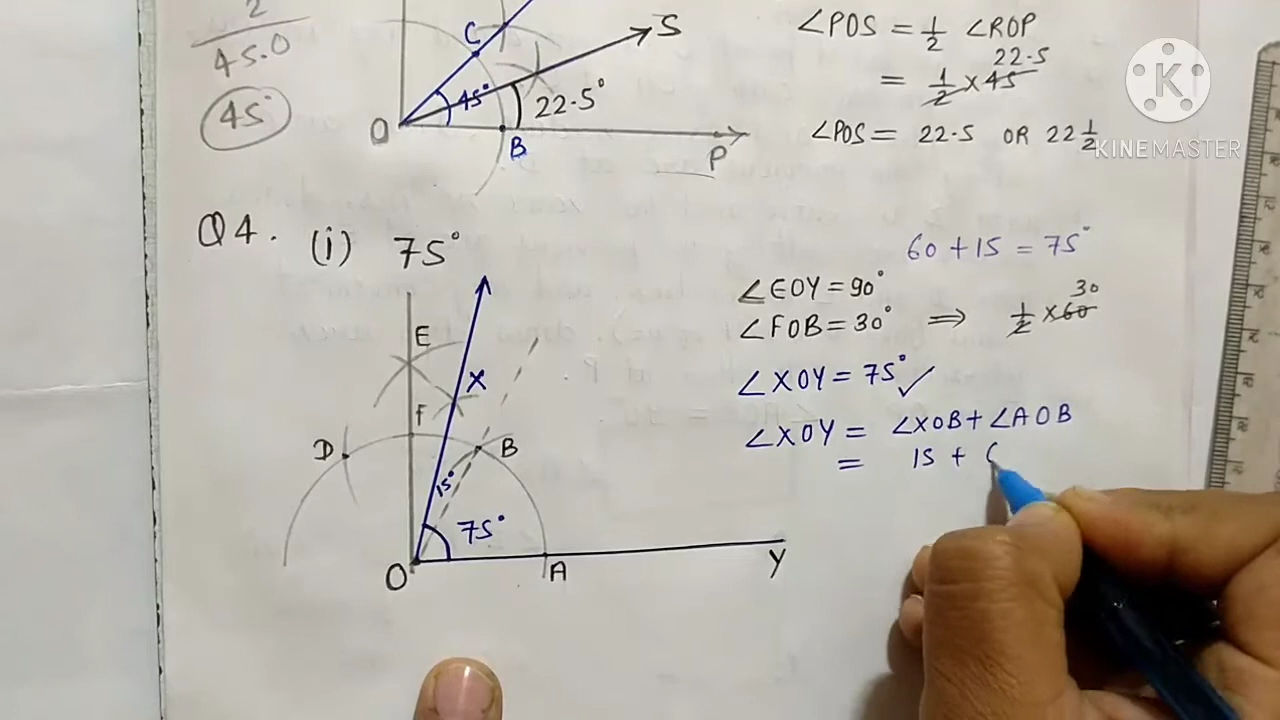 2
45.0
45°
C
S
O
45°
22.5°
B
P
∠POS = 1/2 ∠ROP
22.5
= 1/2 × 45
∠POS = 22.5 OR 22 1/2
K
KINEMASTER
Q4. (i) 75°
60 + 15 = 75°
∠EOY = 90°
30
∠FOB = 30° ⟹ 1/2 × 60
∠XOY = 75° ✓
∠XOY = ∠XOB + ∠AOB
= 15 +
E
X
F
D
B
15°
75°
O
A
Y